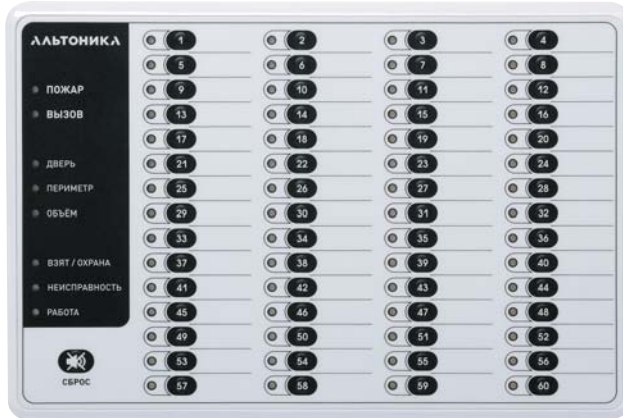 АЛЬТОНИКА
ПОЖАР
ВЫЗОВ
ДВЕРЬ
ПЕРИМЕТР
ОБЪЁМ
ВЗЯТ / ОХРАНА
НЕИСПРАВНОСТЬ
РАБОТА
СБРОС
1 2 3 4
5 6 7 8
9 10 11 12
13 14 15 16
17 18 19 20
21 22 23 24
25 26 27 28
29 30 31 32
33 34 35 36
37 38 39 40
41 42 43 44
45 46 47 48
49 50 51 52
53 54 55 56
57 58 59 60